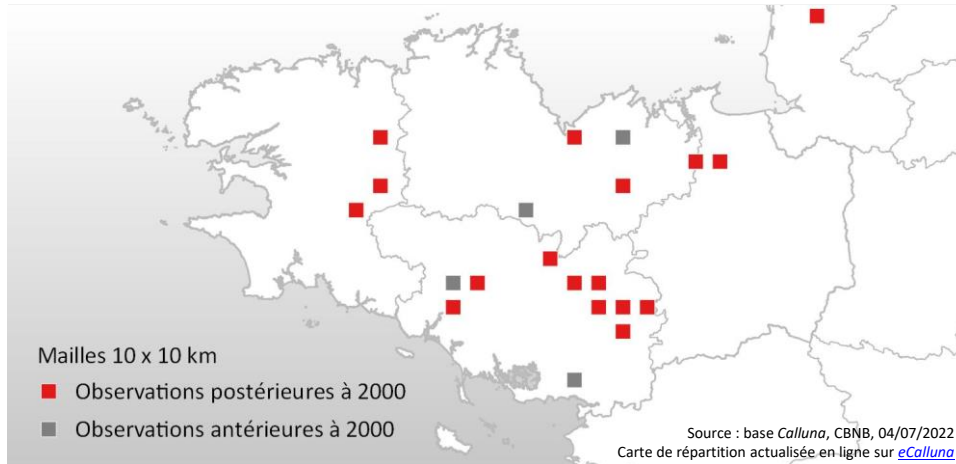 Mailles 10 x 10 km
Observations postérieures à 2000
Observations antérieures à 2000
Source : base Calluna, CBNB, 04/07/2022
Carte de répartition actualisée en ligne sur eCalluna